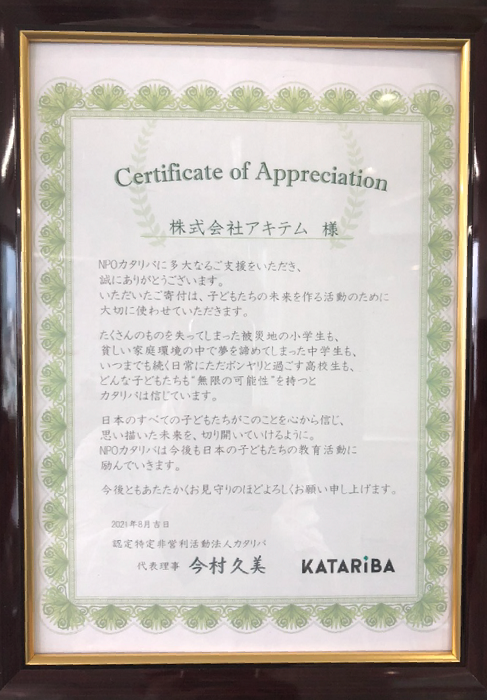 Certificate of Appreciation
株式会社アキテム 様
NPOカタリバに多大なるご支援をいただき、
誠にありがとうございます。
いただいたご寄付は、子どもたちの未来を作る活動のために
大切に使わせていただきます。
たくさんのものを失ってしまった被災地の小学生も、
貧しい家庭環境の中で夢を諦めてしまった中学生も、
いつまでも続く日常にただボンヤリと過ごす高校生も、
どんな子どもたちも“無限の可能性”を持つと
カタリバは信じています。
日本のすべての子どもたちがこのことを心から信じ、
思い描いた未来を、切り開いていけるように。
NPOカタリバは今後も日本の子どもたちの教育活動に
励んでいきます。
今後ともあたたかくお見守りのほどよろしくお願い申し上げます。
2021年8月吉日
認定特定非営利活動法人カタリバ
代表理事 今村久美
KATARiBA